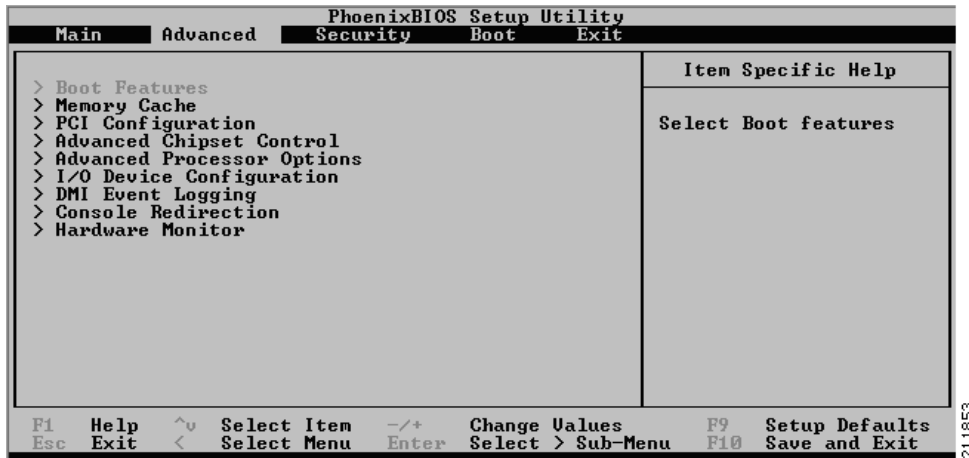 PhoenixBIOS Setup Utility
Main Advanced Security Boot Exit
Item Specific Help
> Boot Features
> Memory Cache
> PCI Configuration
Select Boot features
> Advanced Chipset Control
> Advanced Processor Options
> I/O Device Configuration
> DMI Event Logging
> Console Redirection
> Hardware Monitor
F1 Help ^v Select Item -/+ Change Values F9 Setup Defaults
Esc Exit < Select Menu Enter Select > Sub-Menu F10 Save and Exit
211853